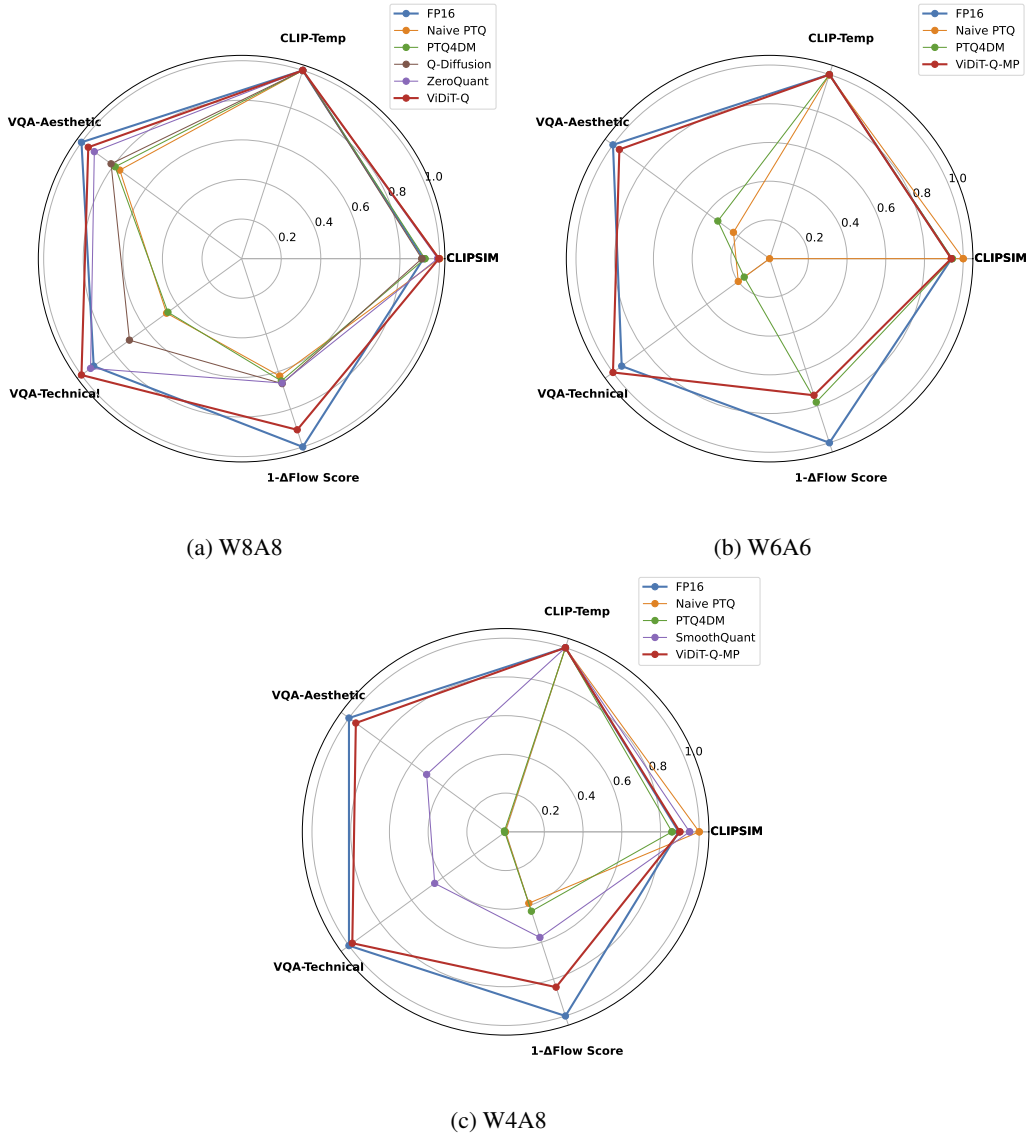 FP16
Naive PTQ
PTQ4DM
Q-Diffusion
ZeroQuant
ViDiT-Q
CLIP-Temp
VQA-Aesthetic
1.0
0.8
0.6
0.4
0.2
CLIPSIM
VQA-Technical
1-ΔFlow Score
(a) W8A8
FP16
Naive PTQ
PTQ4DM
ViDiT-Q-MP
CLIP-Temp
VQA-Aesthetic
1.0
0.8
0.6
0.4
0.2
CLIPSIM
VQA-Technical
1-ΔFlow Score
(b) W6A6
FP16
Naive PTQ
PTQ4DM
SmoothQuant
ViDiT-Q-MP
CLIP-Temp
VQA-Aesthetic
1.0
0.8
0.6
0.4
0.2
CLIPSIM
VQA-Technical
1-ΔFlow Score
(c) W4A8